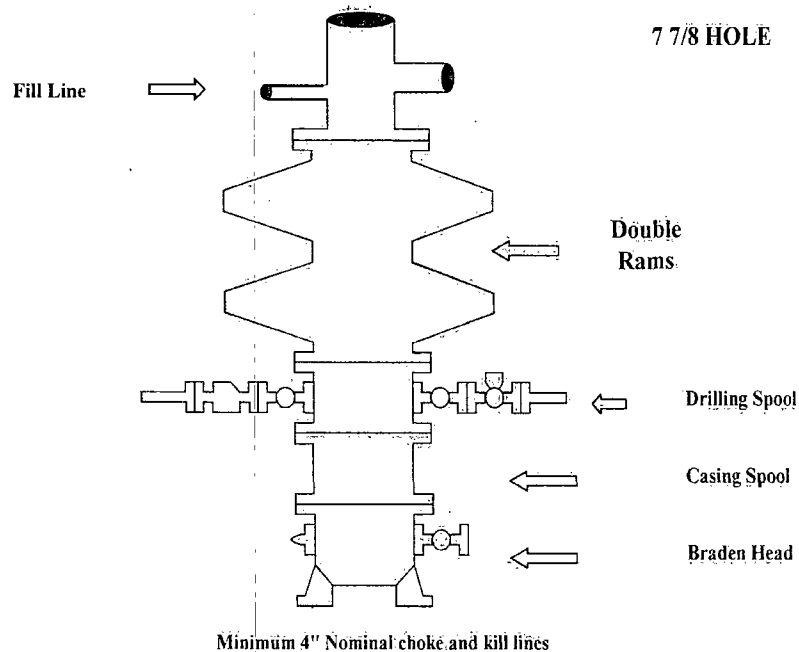 7 7/8 HOLE
Fill Line
Double
Rams
Drilling Spool
Casing Spool
Braden Head
Minimum 4" Nominal choke and kill lines